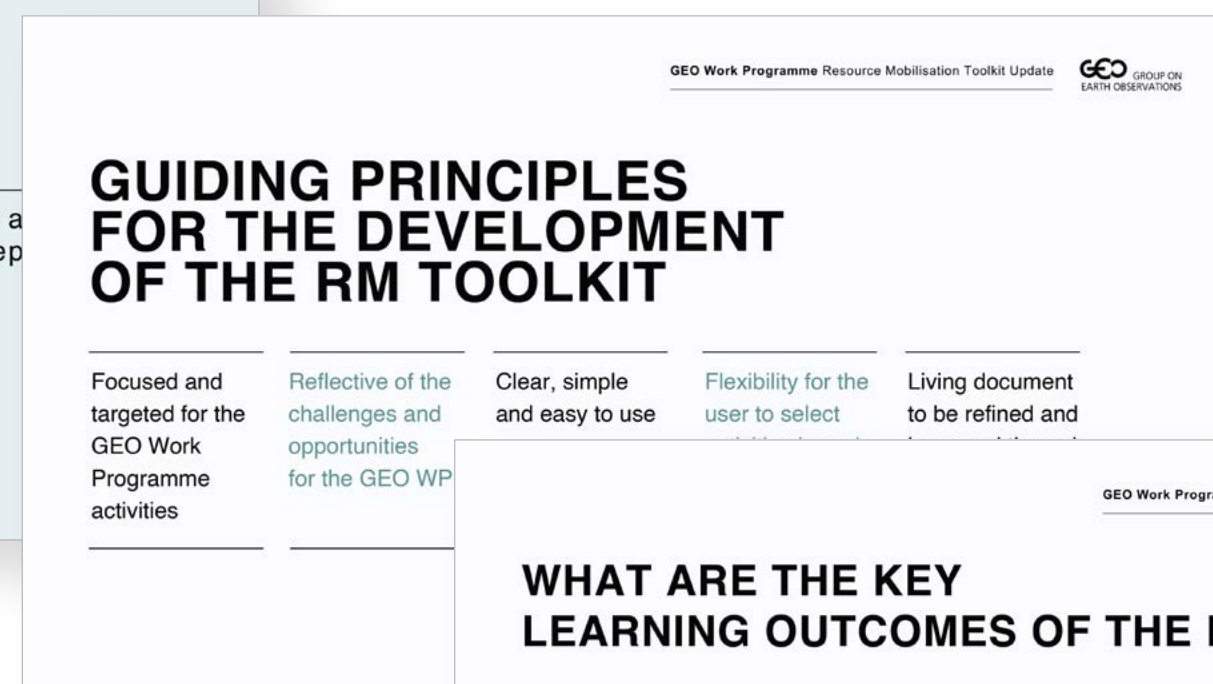 GEO Work Programme Resource Mobilisation Toolkit Update
GEO GROUP ON
EARTH OBSERVATIONS
GUIDING PRINCIPLES
FOR THE DEVELOPMENT
OF THE RM TOOLKIT
Focused and
targeted for the
GEO Work
Programme
activities
Reflective of the
challenges and
opportunities
for the GEO WP
Clear, simple
and easy to use
Flexibility for the
user to select
Living document
to be refined and
GEO Work
WHAT ARE THE KEY
LEARNING OUTCOMES OF THE